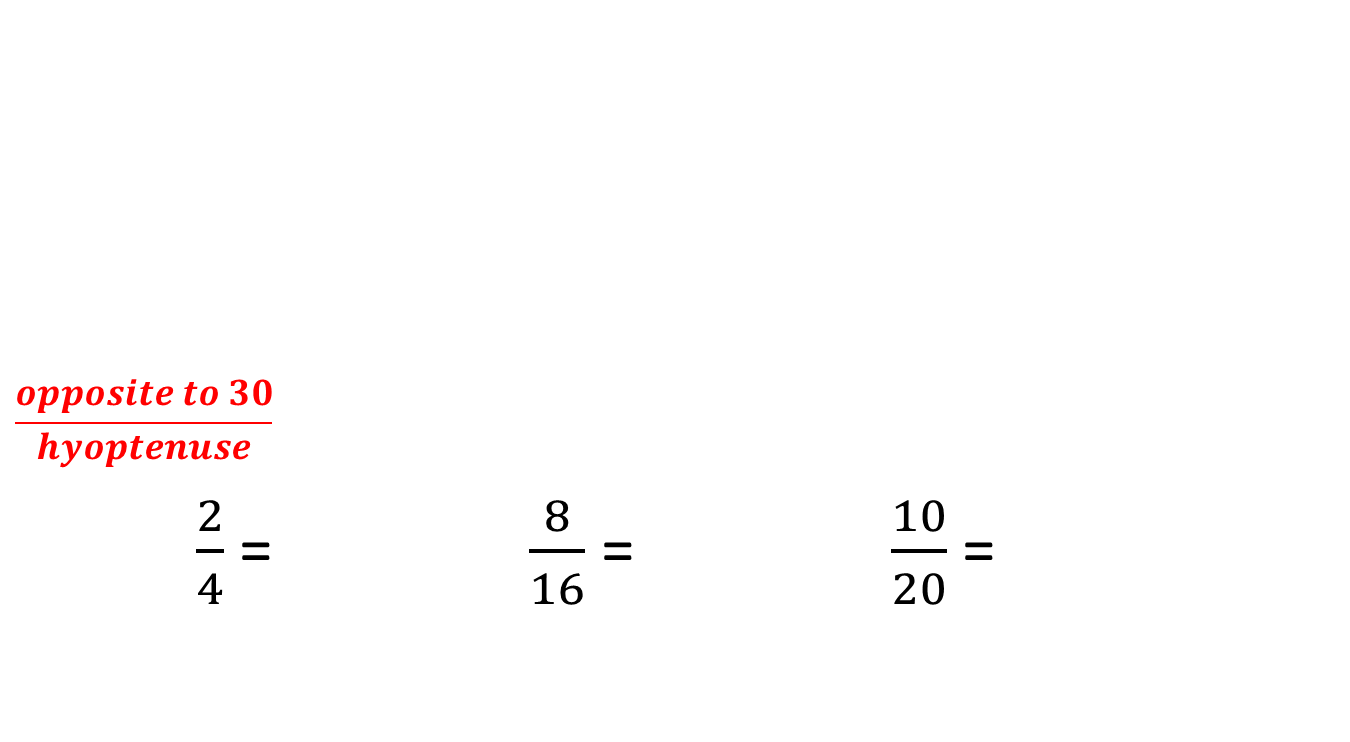 opposite to 30
hyoptenuse
2/4 = 8/16 = 10/20 =